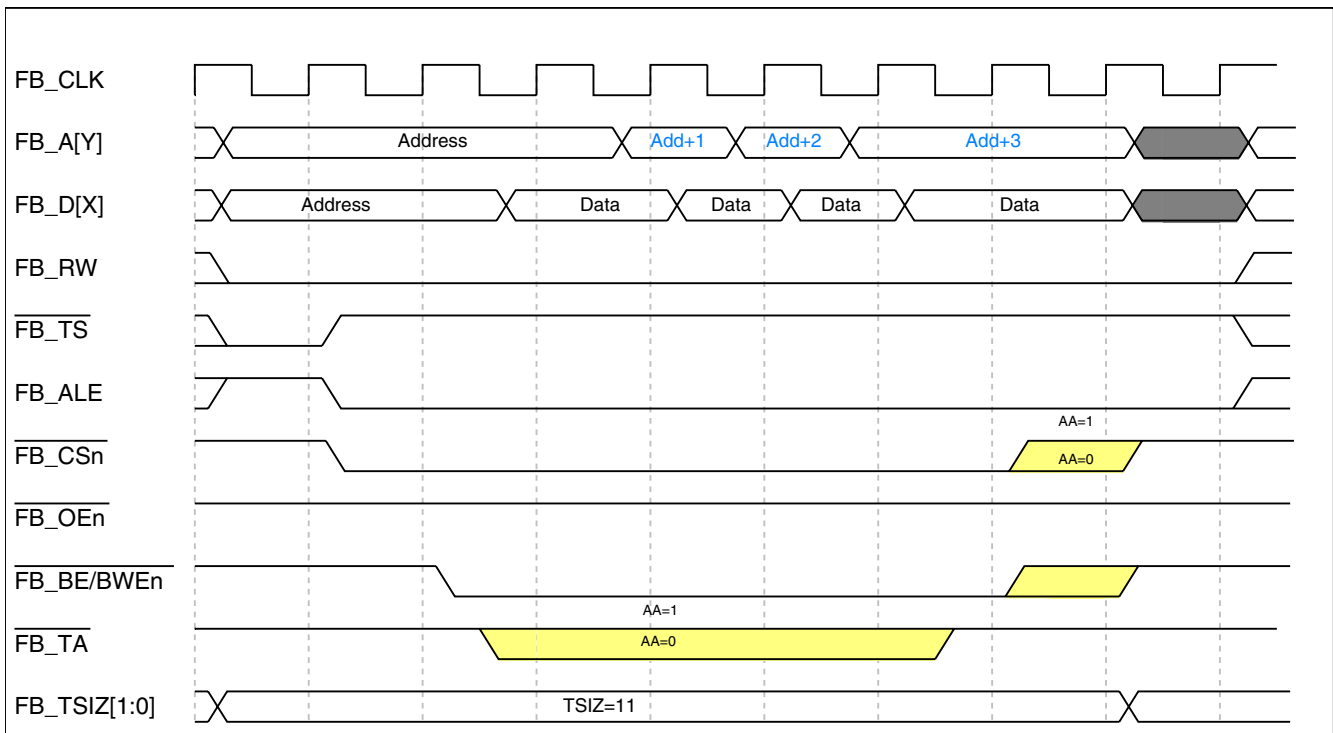 FB_CLK
FB_A[Y] Address Add+1 Add+2 Add+3
FB_D[X] Address Data Data Data Data
FB_RW
FB_TS
FB_ALE
AA=1
FB_CSn AA=0
FB_OEn
FB_BE/BWEn
AA=1
FB_TA AA=0
FB_TSIZ[1:0] TSIZ=11